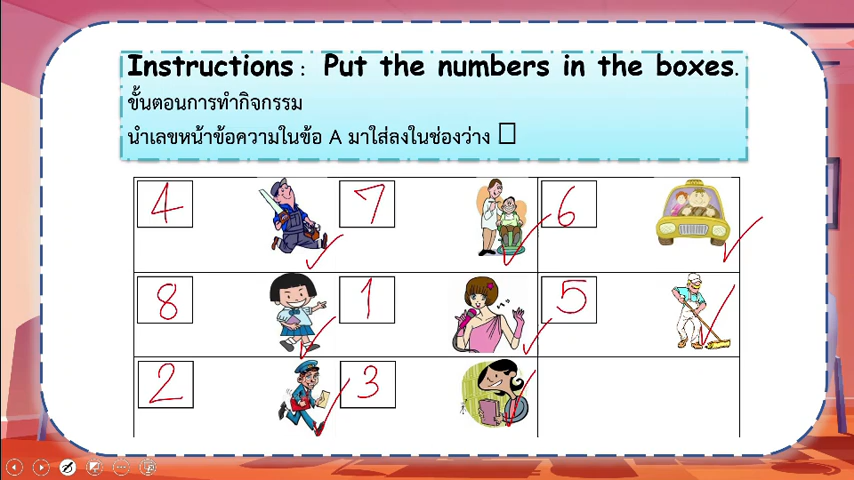 Instructions : Put the numbers in the boxes.
ขั้นตอนการทำกิจกรรม
นำเลขหน้าข้อความในข้อ A มาใส่ลงในช่องว่าง
4 7 6
8 1 5
2 3